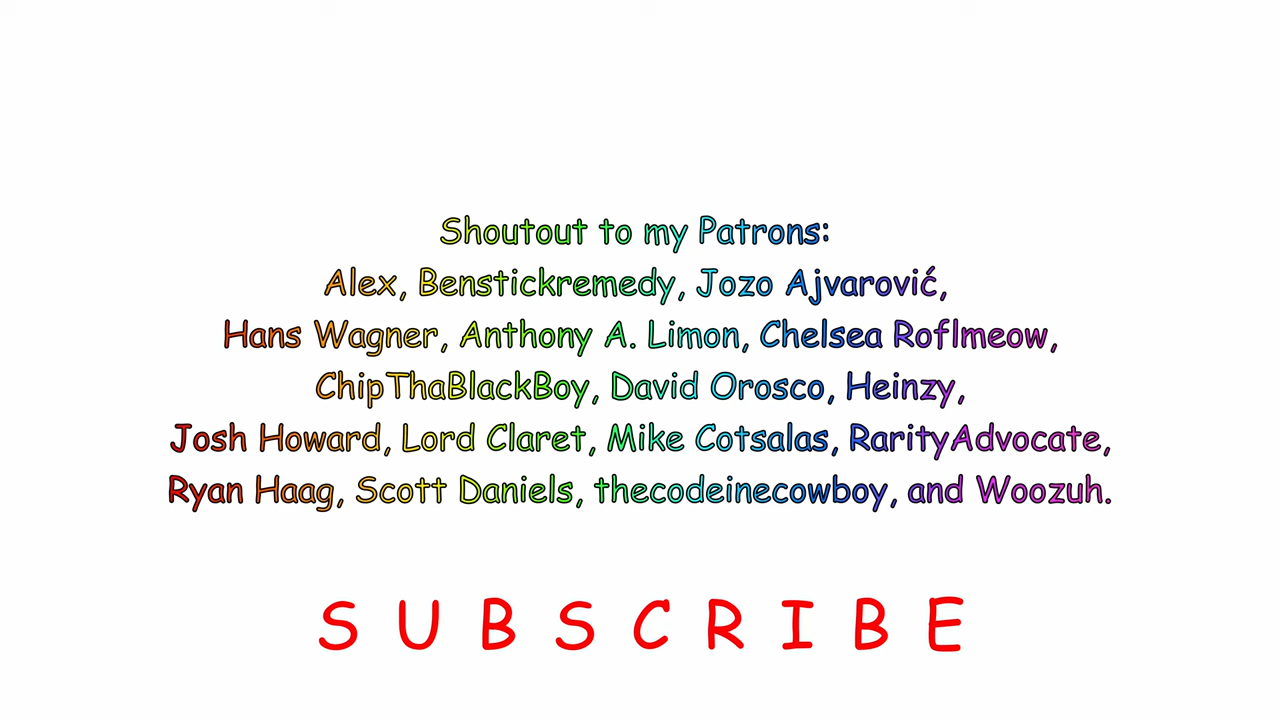 Shoutout to my Patrons:
Alex, Benstickremedy, Jozo Ajvarović,
Hans Wagner, Anthony A. Limon, Chelsea Roflmeow,
ChipThaBlackBoy, David Orosco, Heinzy,
Josh Howard, Lord Claret, Mike Cotsalas, RarityAdvocate,
Ryan Haag, Scott Daniels, thecodeinecowboy, and Woozuh.
S U B S C R I B E